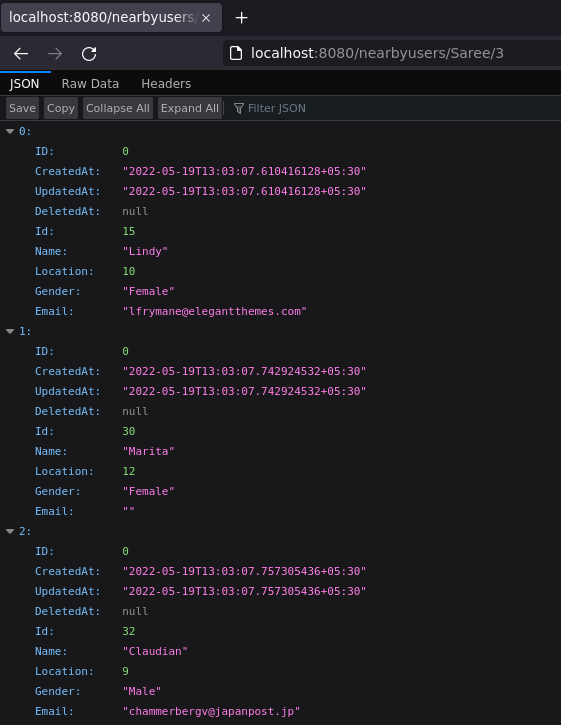 localhost:8080/nearbyusers/
localhost:8080/nearbyusers/Saree/3
JSON Raw Data Headers
Save Copy Collapse All Expand All Filter JSON
0:
ID: 0
CreatedAt: "2022-05-19T13:03:07.610416128+05:30"
UpdatedAt: "2022-05-19T13:03:07.610416128+05:30"
DeletedAt: null
Id: 15
Name: "Lindy"
Location: 10
Gender: "Female"
Email: "lfrymane@elegantthemes.com"
1:
ID: 0
CreatedAt: "2022-05-19T13:03:07.742924532+05:30"
UpdatedAt: "2022-05-19T13:03:07.742924532+05:30"
DeletedAt: null
Id: 30
Name: "Marita"
Location: 12
Gender: "Female"
Email: ""
2:
ID: 0
CreatedAt: "2022-05-19T13:03:07.757305436+05:30"
UpdatedAt: "2022-05-19T13:03:07.757305436+05:30"
DeletedAt: null
Id: 32
Name: "Claudian"
Location: 9
Gender: "Male"
Email: "chammerbergv@japanpost.jp"